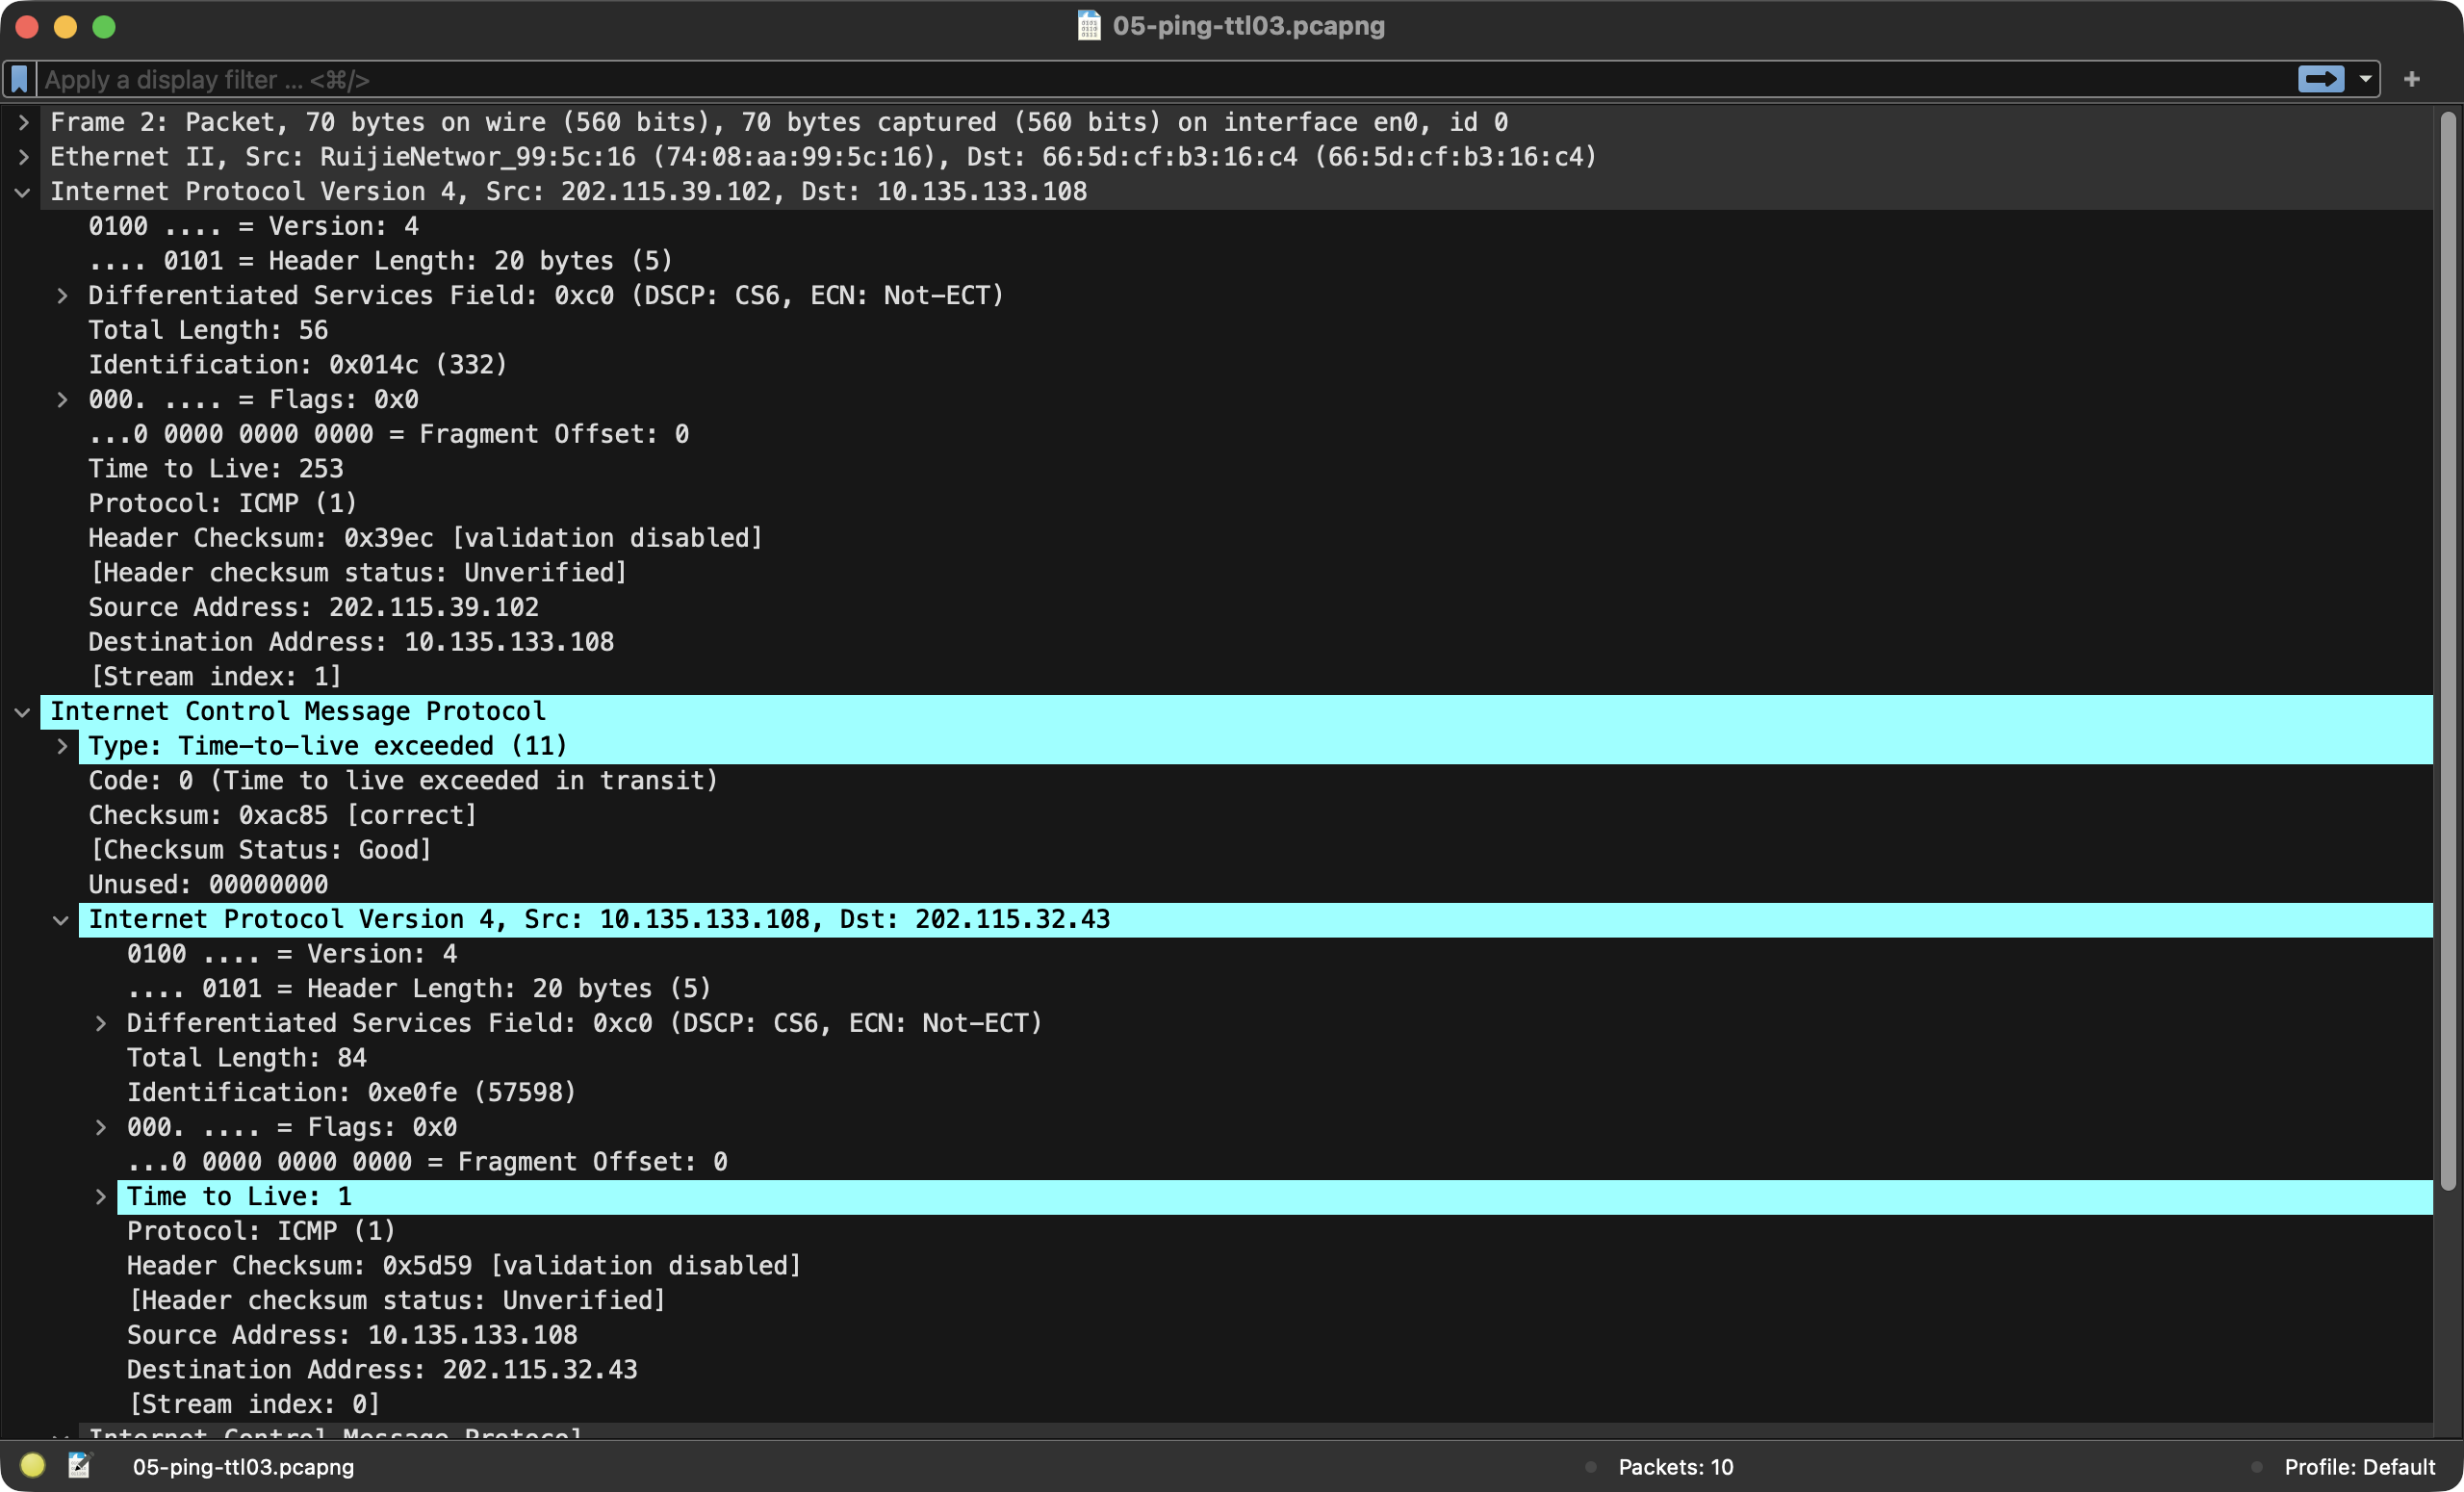 05-ping-ttl03.pcapng
Apply a display filter ... <⌘/>
Frame 2: Packet, 70 bytes on wire (560 bits), 70 bytes captured (560 bits) on interface en0, id 0
Ethernet II, Src: RuijieNetwor_99:5c:16 (74:08:aa:99:5c:16), Dst: 66:5d:cf:b3:16:c4 (66:5d:cf:b3:16:c4)
Internet Protocol Version 4, Src: 202.115.39.102, Dst: 10.135.133.108
0100 .... = Version: 4
.... 0101 = Header Length: 20 bytes (5)
Differentiated Services Field: 0xc0 (DSCP: CS6, ECN: Not-ECT)
Total Length: 56
Identification: 0x014c (332)
000. .... = Flags: 0x0
...0 0000 0000 0000 = Fragment Offset: 0
Time to Live: 253
Protocol: ICMP (1)
Header Checksum: 0x39ec [validation disabled]
[Header checksum status: Unverified]
Source Address: 202.115.39.102
Destination Address: 10.135.133.108
[Stream index: 1]
Internet Control Message Protocol
Type: Time-to-live exceeded (11)
Code: 0 (Time to live exceeded in transit)
Checksum: 0xac85 [correct]
[Checksum Status: Good]
Unused: 00000000
Internet Protocol Version 4, Src: 10.135.133.108, Dst: 202.115.32.43
0100 .... = Version: 4
.... 0101 = Header Length: 20 bytes (5)
Differentiated Services Field: 0xc0 (DSCP: CS6, ECN: Not-ECT)
Total Length: 84
Identification: 0xe0fe (57598)
000. .... = Flags: 0x0
...0 0000 0000 0000 = Fragment Offset: 0
Time to Live: 1
Protocol: ICMP (1)
Header Checksum: 0x5d59 [validation disabled]
[Header checksum status: Unverified]
Source Address: 10.135.133.108
Destination Address: 202.115.32.43
[Stream index: 0]
Internet Control Message Protocol
05-ping-ttl03.pcapng
Packets: 10
Profile: Default